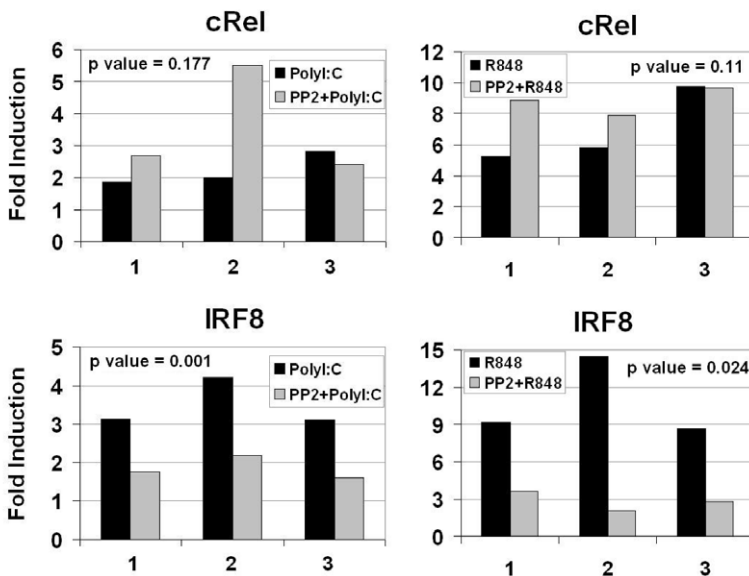 cRel
p value = 0.177
PolyI:C
PP2+PolyI:C
Fold Induction
6
5
4
3
2
1
0
1 2 3
cRel
R848
PP2+R848
p value = 0.11
12
10
8
6
4
2
0
1 2 3
IRF8
p value = 0.001
PolyI:C
PP2+PolyI:C
Fold Induction
5
4
3
2
1
0
1 2 3
IRF8
R848
PP2+R848
p value = 0.024
15
12
9
6
3
0
1 2 3